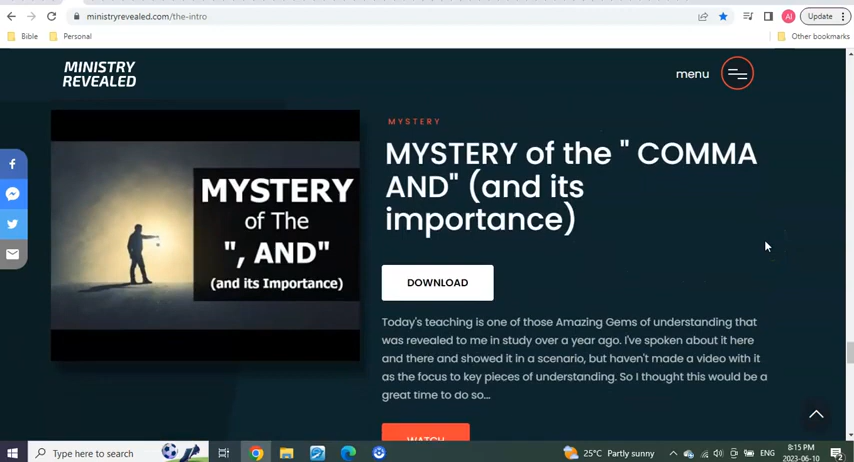 ministryrevealed.com/the-intro
AI
Update
Bible
Personal
Other bookmarks
MINISTRY
REVEALED
menu
MYSTERY
MYSTERY of the " COMMA
AND" (and its
importance)
MYSTERY
of The
", AND"
(and its Importance)
DOWNLOAD
Today's teaching is one of those Amazing Gems of understanding that
was revealed to me in study over a year ago. I've spoken about it here
and there and showed it in a scenario, but haven't made a video with it
as the focus to key pieces of understanding. So I thought this would be a
great time to do so...
WATCH
Type here to search
25°C Partly sunny
ENG
8:15 PM
2023-06-10
2